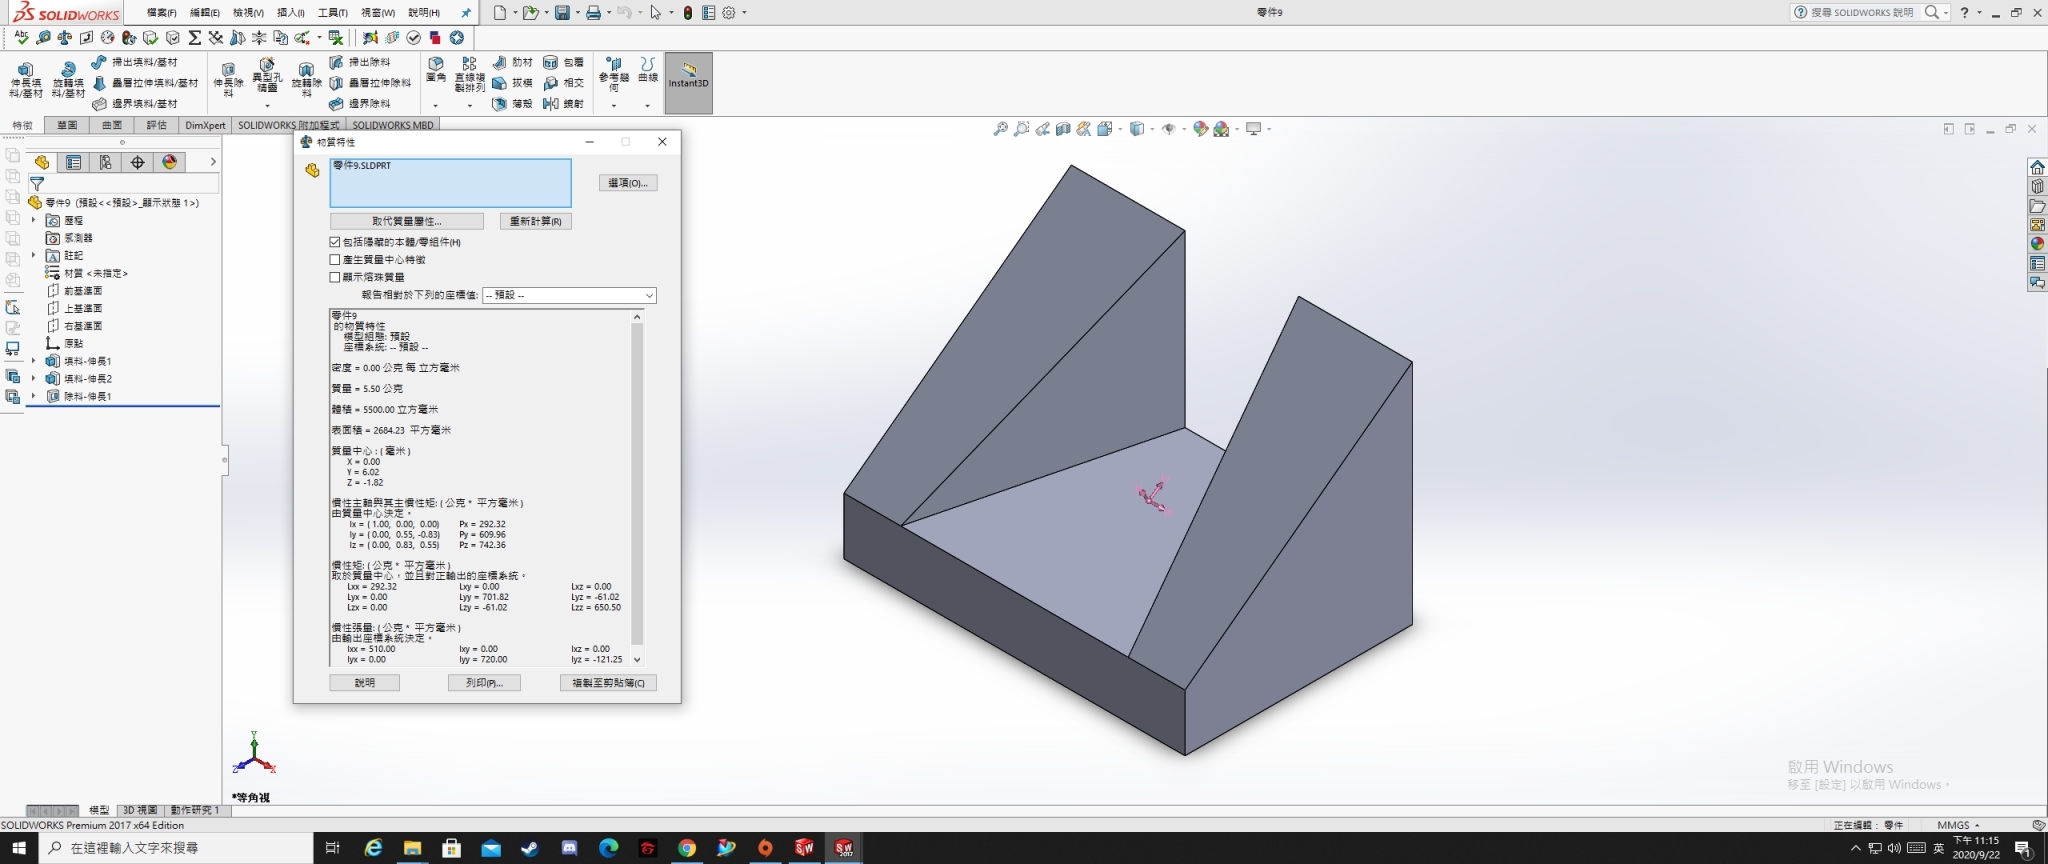 SOLIDWORKS 檔案(F) 編輯(E) 檢視(V) 插入(I) 工具(T) 視窗(W) 說明(H) 零件9 搜尋 SOLIDWORKS 說明
伸長填料/基材 旋轉填料/基材 掃出填料/基材 疊層拉伸填料/基材 邊界填料/基材
伸長除料 異型孔精靈 旋轉除料 掃出除料 疊層拉伸除料 邊界除料
圓角 直線複製排列 肋材 拔模 薄殼 包覆 相交 鏡射 參考幾何 曲線 Instant3D
特徵 草圖 曲面 評估 DimXpert SOLIDWORKS 附加程式 SOLIDWORKS MBD
零件9 (預設<<預設>_顯示狀態 1>)
歷程
感測器
註記
材質 <未指定>
前基準面
上基準面
右基準面
原點
填料-伸長1
填料-伸長2
除料-伸長1
物質特性
零件9.SLDPRT
選項(O)...
取代質量屬性... 重新計算(R)
包括隱藏的本體/零組件(H)
產生質量中心特徵
顯示熔珠質量
報告相對於下列的座標值: -- 預設 --
零件9
的物質特性
模型組態: 預設
座標系統: -- 預設 --
密度 = 0.00 公克 每 立方毫米
質量 = 5.50 公克
體積 = 5500.00 立方毫米
表面積 = 2684.23 平方毫米
質量中心 : ( 毫米 )
X = 0.00
Y = 6.02
Z = -1.82
慣性主軸與其主慣性矩: ( 公克 * 平方毫米 )
由質量中心決定。
Ix = ( 1.00, 0.00, 0.00) Px = 292.32
Iy = ( 0.00, 0.55, -0.83) Py = 609.96
Iz = ( 0.00, 0.83, 0.55) Pz = 742.36
慣性矩: ( 公克 * 平方毫米 )
取於質量中心，並且對正輸出的座標系統。
Lxx = 292.32 Lxy = 0.00 Lxz = 0.00
Lyx = 0.00 Lyy = 701.82 Lyz = -61.02
Lzx = 0.00 Lzy = -61.02 Lzz = 650.50
慣性張量: ( 公克 * 平方毫米 )
由輸出座標系統決定。
Ixx = 510.00 Ixy = 0.00 Ixz = 0.00
Iyx = 0.00 Iyy = 720.00 Iyz = -121.25
說明 列印(P)... 複製至剪貼簿(C)
Y
Z X
*等角視
啟用 Windows
移至 [設定] 以啟用 Windows。
模型 3D 視圖 動作研究 1
SOLIDWORKS Premium 2017 x64 Edition 正在編輯： 零件 MMGS
在這裡輸入文字來搜尋 英 下午 11:15
2020/9/22